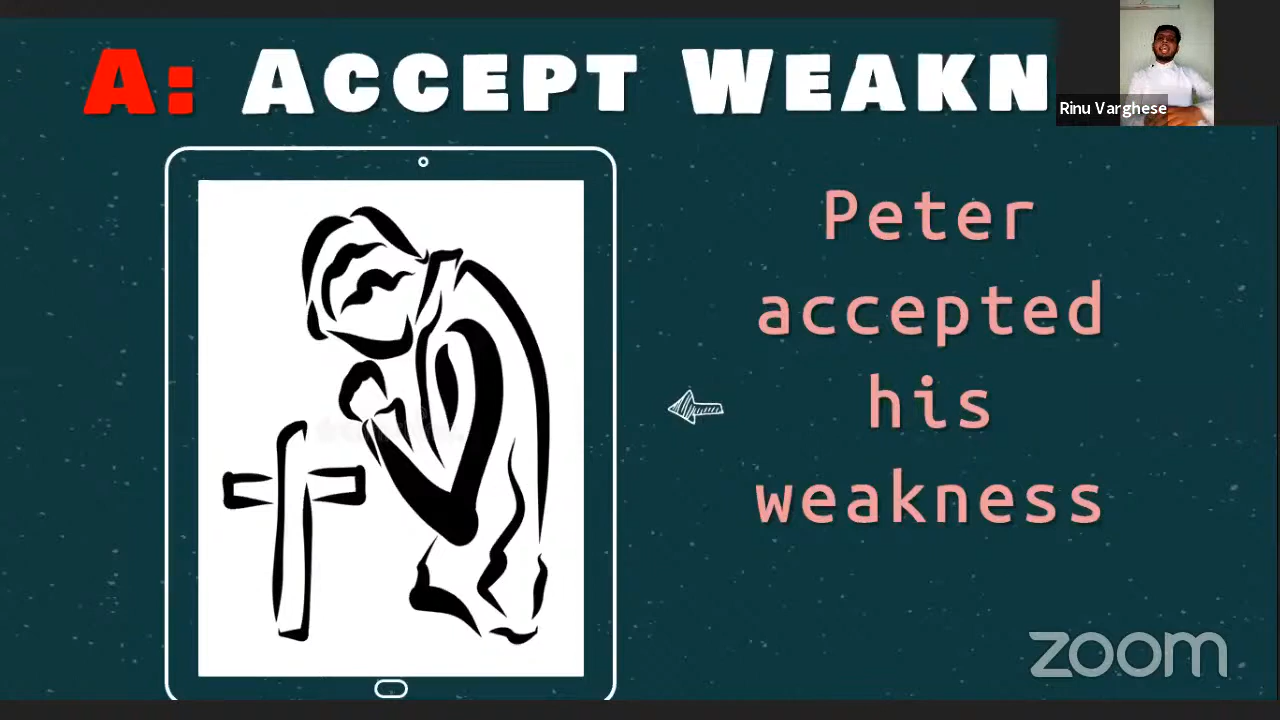 A: ACCEPT WEAKN
Rinu Varghese
Peter
accepted
his
weakness
zoom